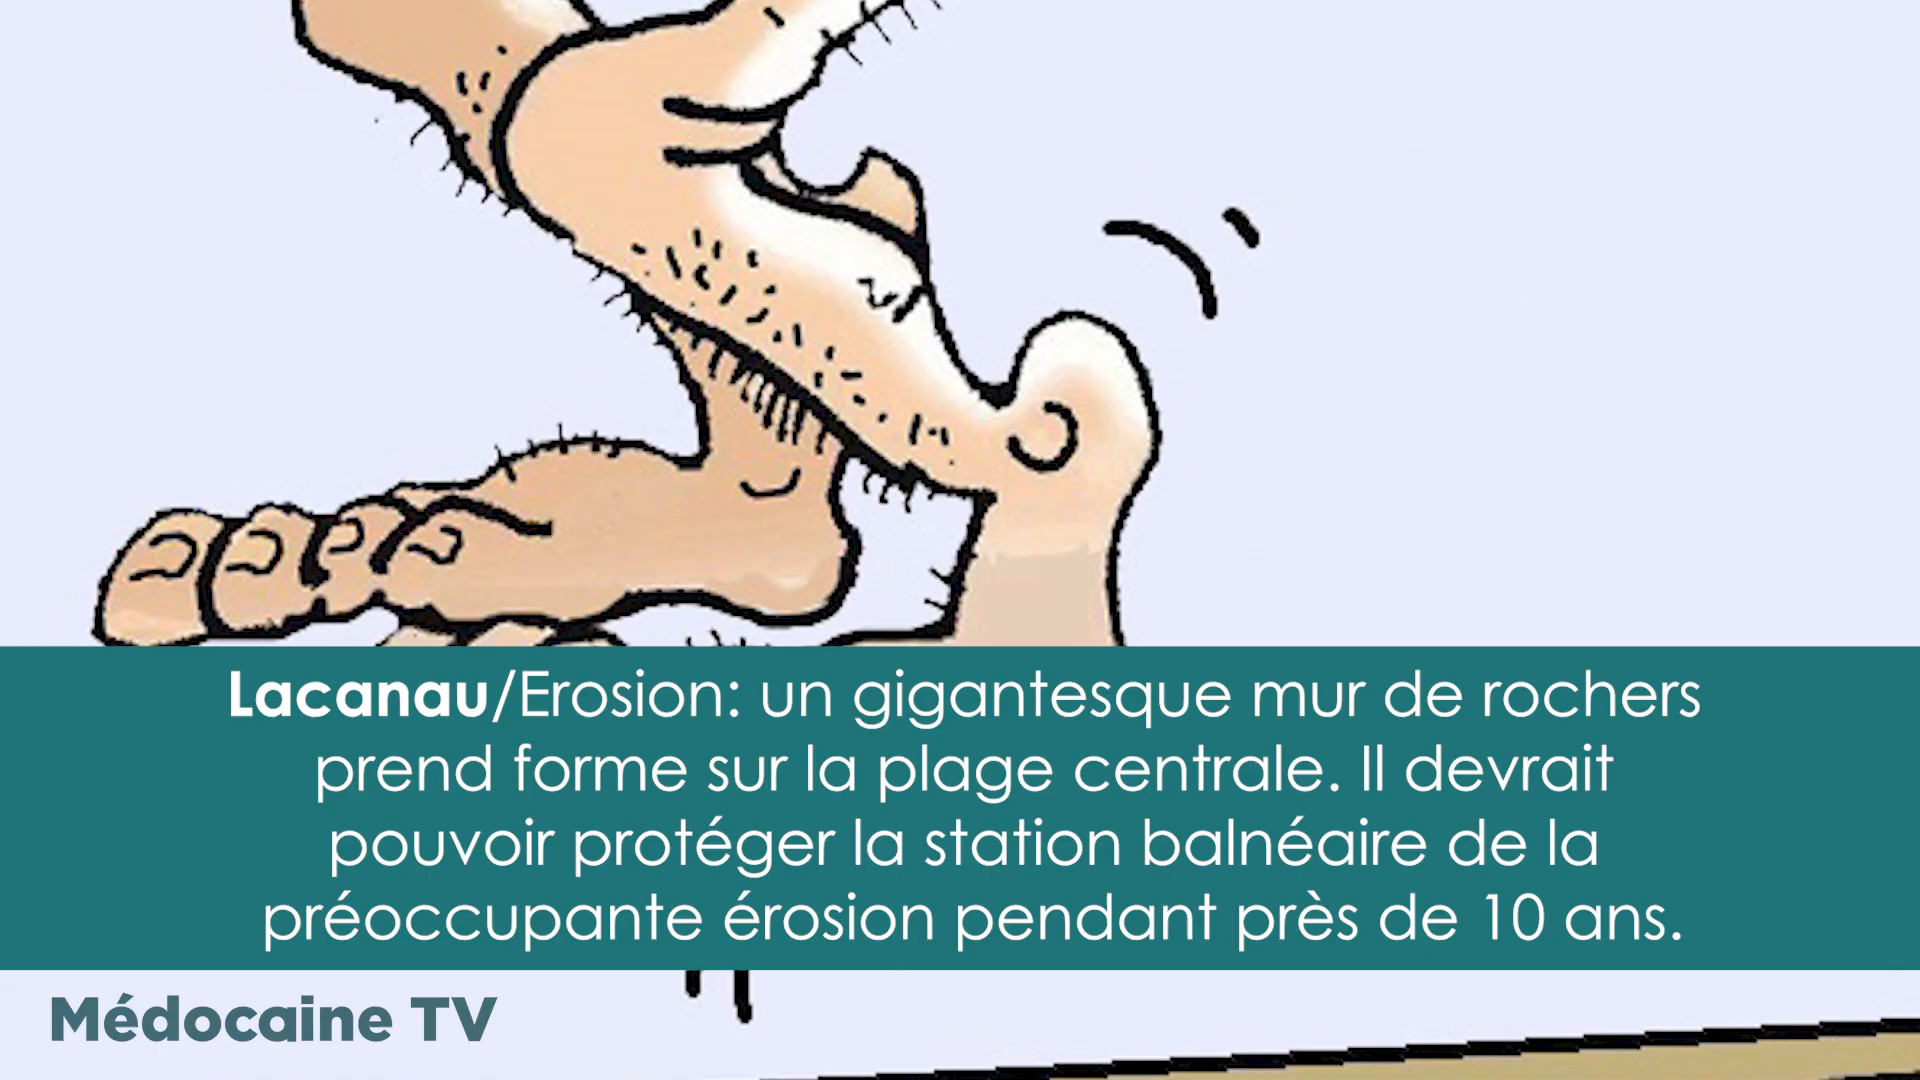 Lacanau/Erosion: un gigantesque mur de rochers
prend forme sur la plage centrale. Il devrait
pouvoir protéger la station balnéaire de la
préoccupante érosion pendant près de 10 ans.
Médocaine TV